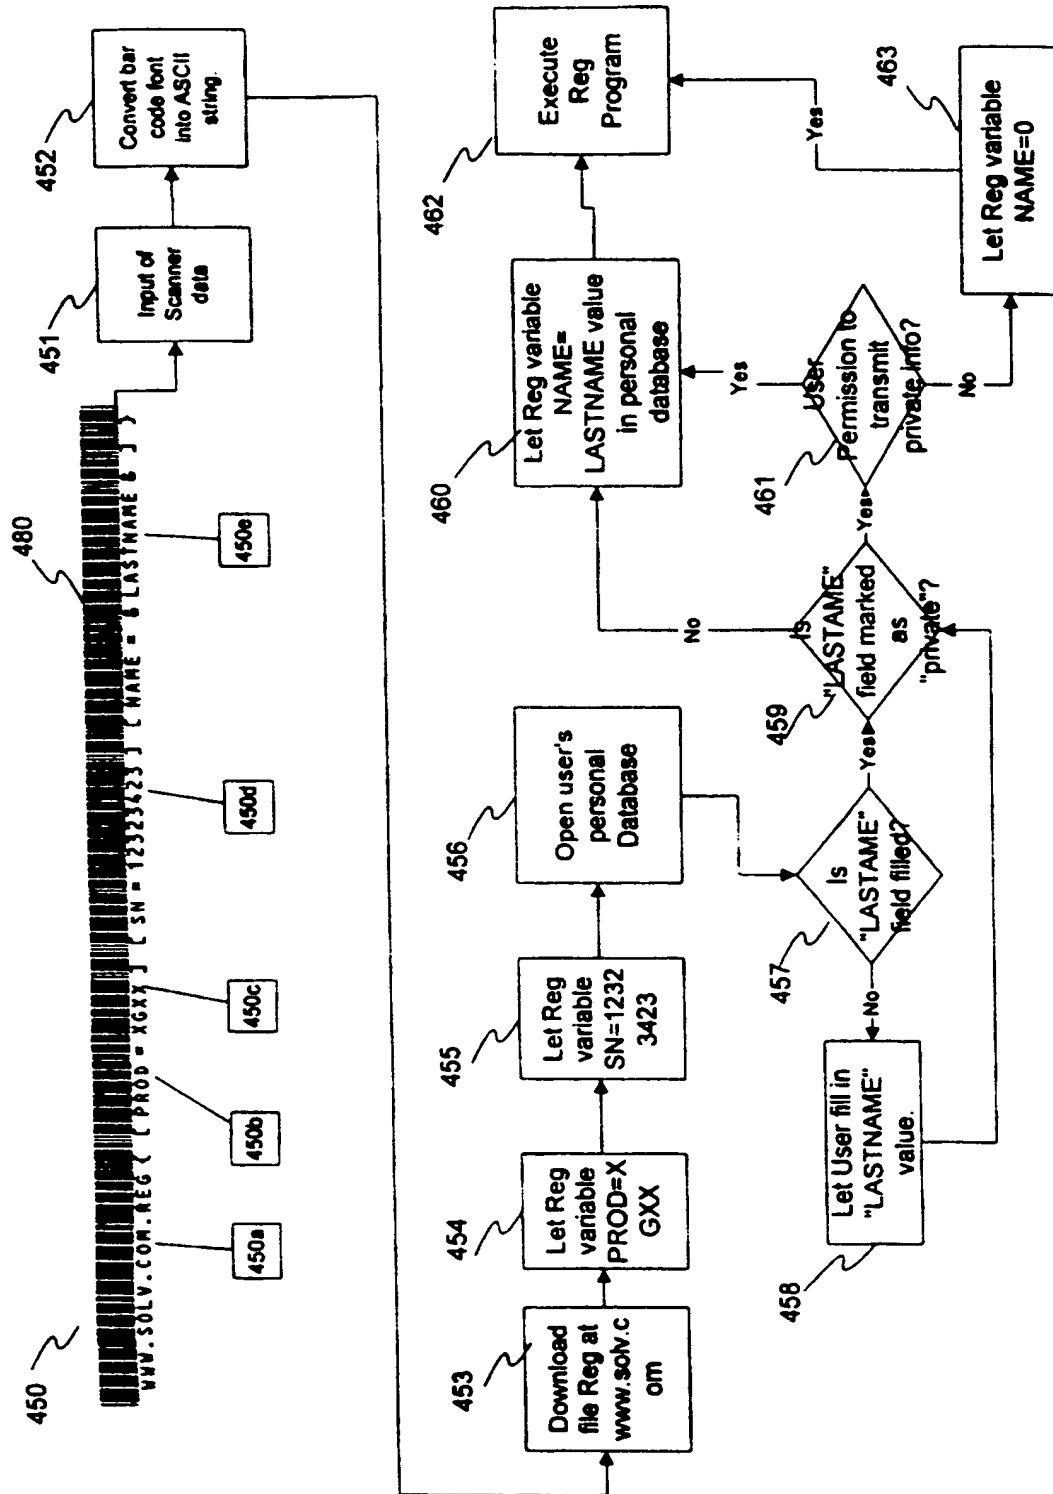 450
480
WWW.SOLV.COM.REG { [ PROD = XGXX ] [ SN = 12323423 ] [ NAME = & LASTNAME & ] }
450a
450b
450c
450d
450e
451
Input of
Scanner
data
452
Convert bar
code font
into ASCII
string.
453
Download
file Reg at
www.solv.c
om
454
Let Reg
variable
PROD=X
GXX
455
Let Reg
variable
SN=1232
3423
456
Open user's
personal
Database
457
Is
"LASTAME"
field filled?
No
Yes
458
Let User fill in
"LASTNAME"
value.
459
Is
"LASTAME"
field marked
as
"private"?
No
Yes
460
Let Reg variable
NAME=
LASTNAME value
in personal
database
461
User
Permission to
transmit
private info?
Yes
No
462
Execute
Reg
Program
463
Let Reg variable
NAME=0
Yes